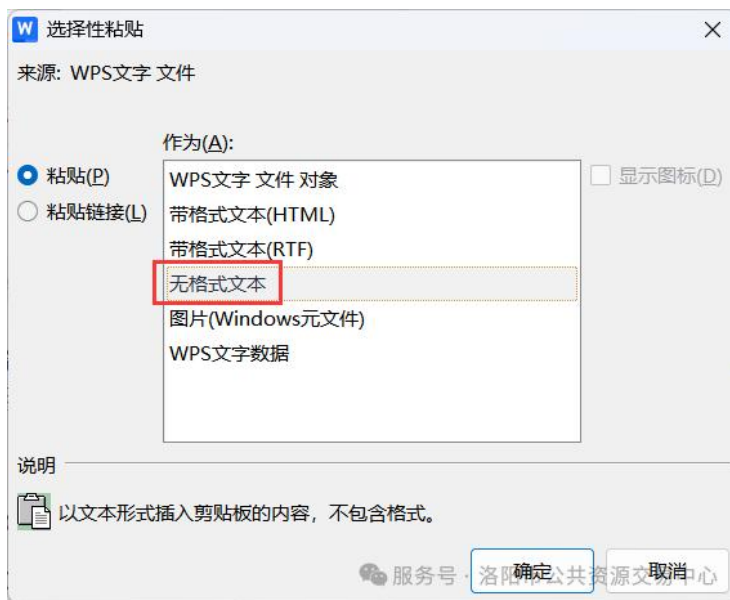 W 选择性粘贴
来源: WPS文字 文件
作为(A):
粘贴(P)
粘贴链接(L)
WPS文字 文件 对象
带格式文本(HTML)
带格式文本(RTF)
无格式文本
图片(Windows元文件)
WPS文字数据
显示图标(D)
说明
以文本形式插入剪贴板的内容，不包含格式。
确定
取消
服务号 · 洛阳市公共资源交易中心